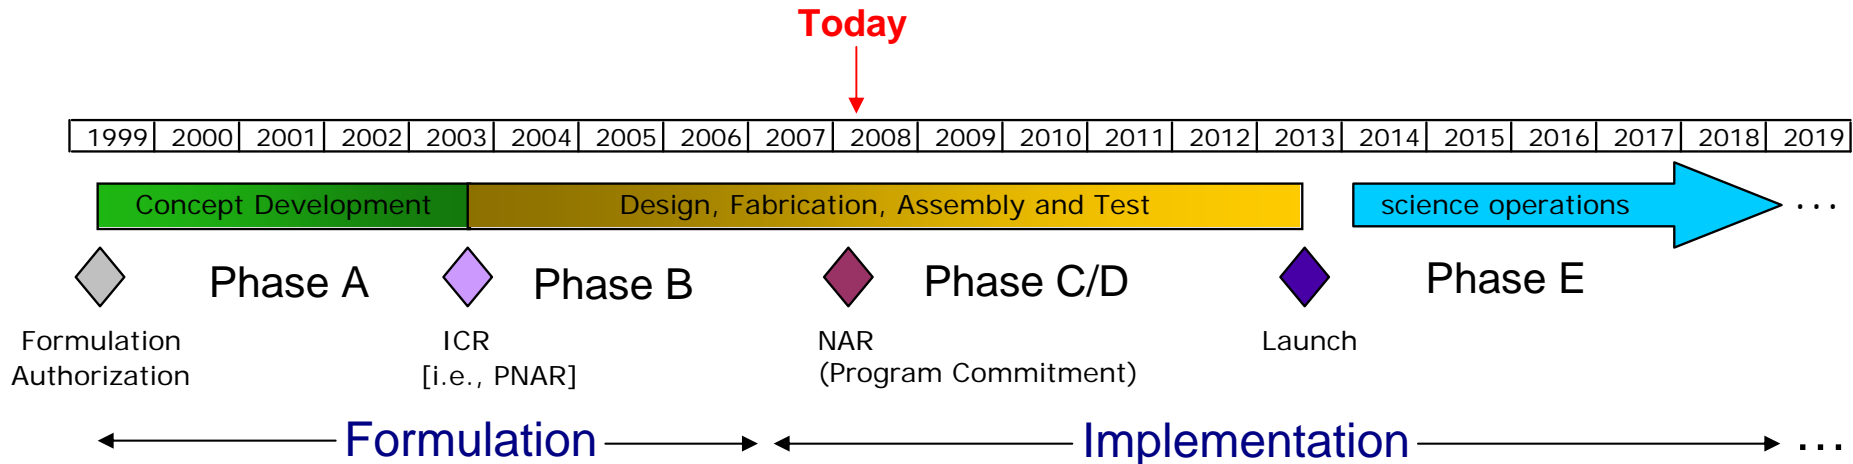 Today
1999 2000 2001 2002 2003 2004 2005 2006 2007 2008 2009 2010 2011 2012 2013 2014 2015 2016 2017 2018 2019
Concept Development Design, Fabrication, Assembly and Test science operations ...
Phase A Phase B Phase C/D Phase E
Formulation
Authorization
ICR
[i.e., PNAR]
NAR
(Program Commitment)
Launch
Formulation Implementation ...